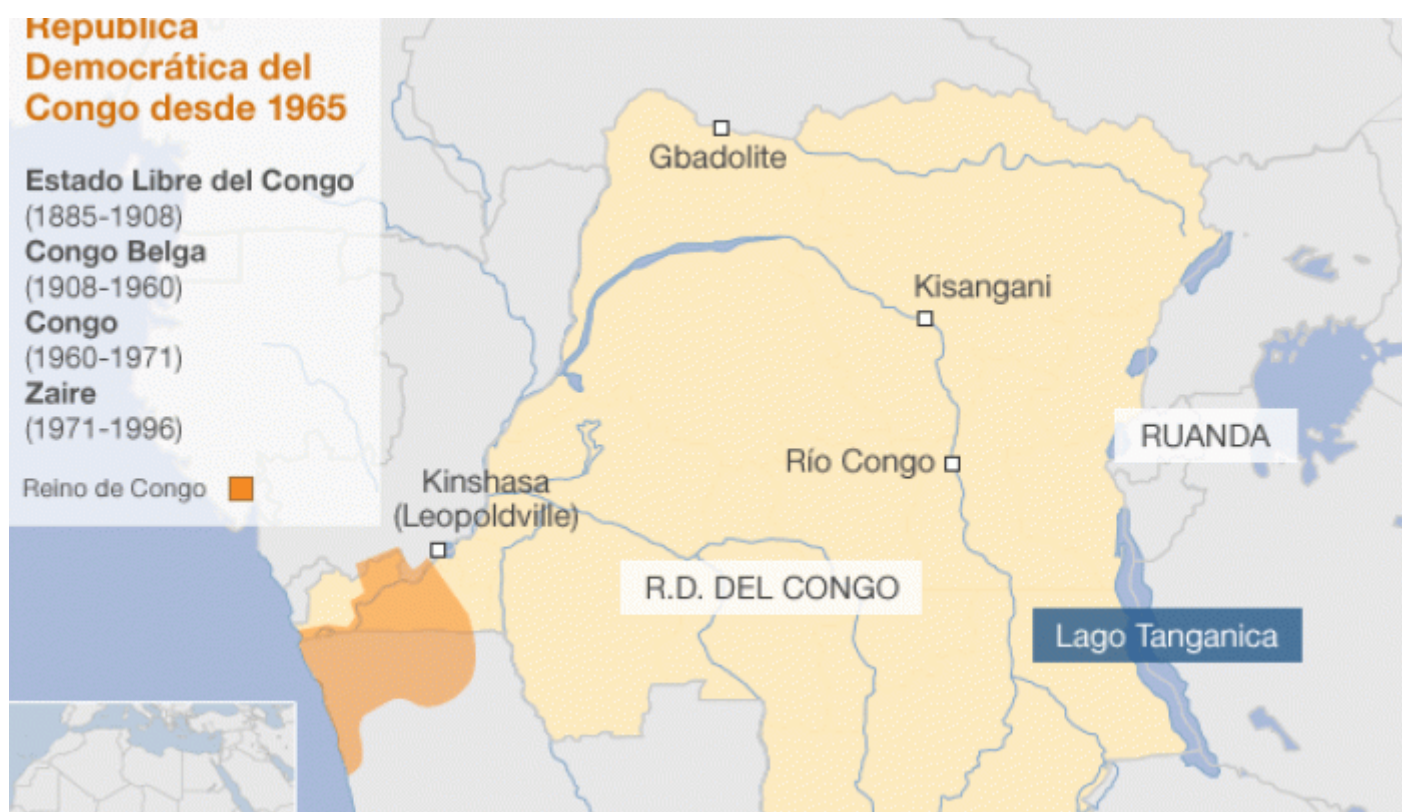 República
Democrática del
Congo desde 1965
Estado Libre del Congo
(1885-1908)
Congo Belga
(1908-1960)
Congo
(1960-1971)
Zaire
(1971-1996)
Reino de Congo
Gbadolite
Kisangani
RUANDA
Río Congo
Kinshasa
(Leopoldville)
R.D. DEL CONGO
Lago Tanganica